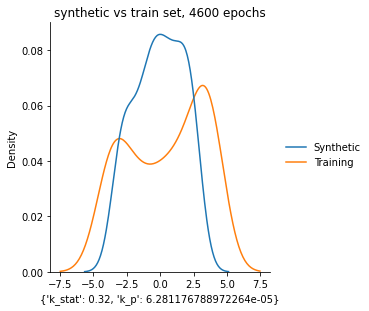 synthetic vs train set, 4600 epochs
0.08
0.06
0.04
0.02
0.00
Density
−7.5 −5.0 −2.5 0.0 2.5 5.0 7.5
{'k_stat': 0.32, 'k_p': 6.281176788972264e-05}
Synthetic
Training